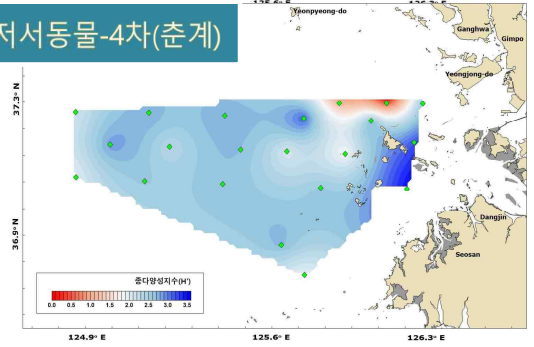 저서동물-4차(춘계)
125.6° E
126.3° E
Yeonpyeong-do
Ganghwa
Gimpo
Yeongjong-do
37.3° N
36.9° N
Dangjin
Seosan
종다양성지수(H')
0.0 0.5 1.0 1.5 2.0 2.5 3.0 3.5
124.9° E 125.6° E 126.3° E